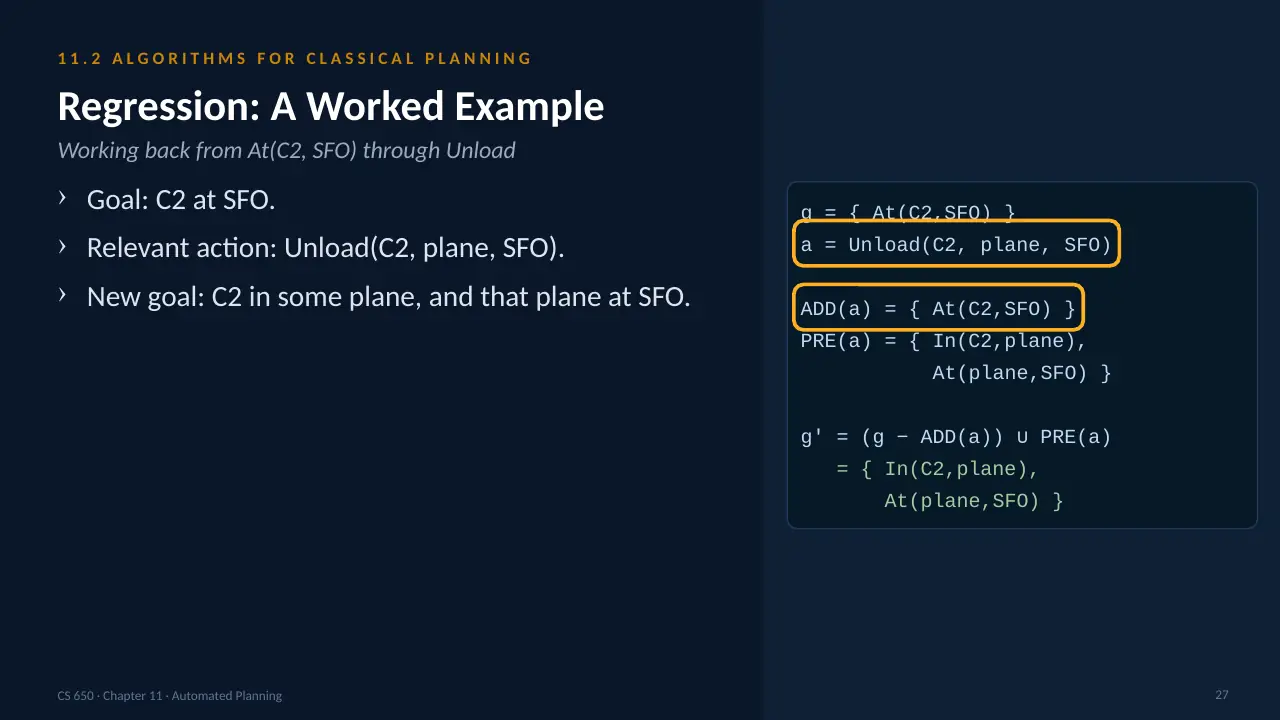 11.2 ALGORITHMS FOR CLASSICAL PLANNING
Regression: A Worked Example
Working back from At(C2, SFO) through Unload
› Goal: C2 at SFO.
› Relevant action: Unload(C2, plane, SFO).
› New goal: C2 in some plane, and that plane at SFO.
g = { At(C2,SFO) }
a = Unload(C2, plane, SFO)
ADD(a) = { At(C2,SFO) }
PRE(a) = { In(C2,plane),
At(plane,SFO) }
g' = (g − ADD(a)) ∪ PRE(a)
= { In(C2,plane),
At(plane,SFO) }
CS 650 · Chapter 11 · Automated Planning
27